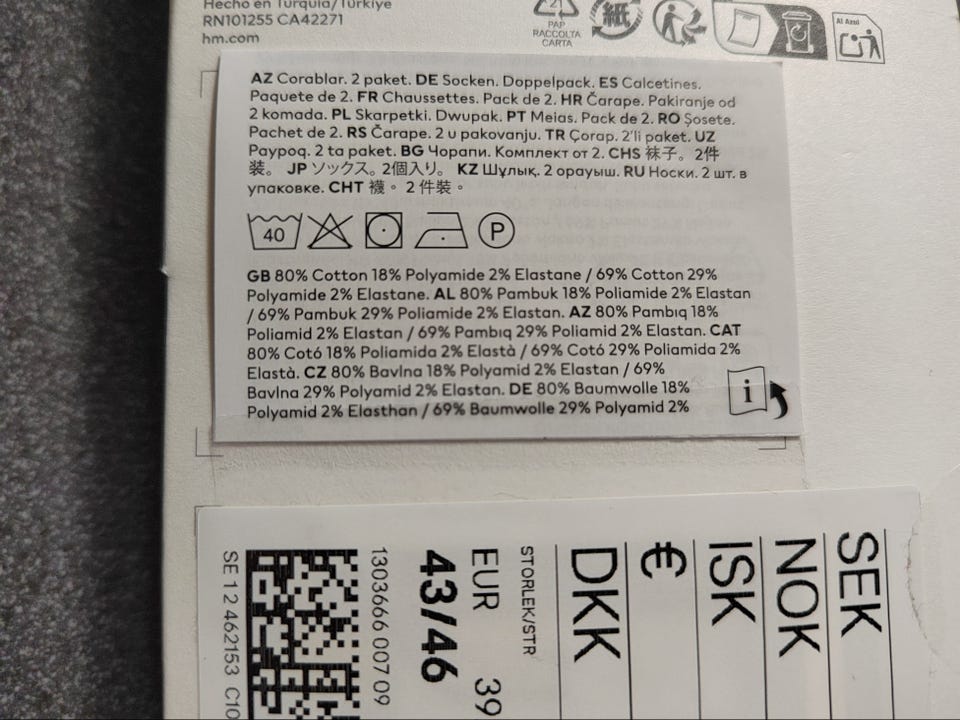 Hecho en Turquía/Türkiye
RN101255 CA42271
hm.com
21
PAP
RACCOLTA
CARTA
紙
Al Azul
AZ Corablar. 2 paket. DE Socken. Doppelpack. ES Calcetines.
Paquete de 2. FR Chaussettes. Pack de 2. HR Čarape. Pakiranje od
2 komada. PL Skarpetki. Dwupak. PT Meias. Pack de 2. RO Șosete.
Pachet de 2. RS Čarape. 2 u pakovanju. TR Çorap. 2'li paket. UZ
Paypoq. 2 ta paket. BG Чорапи. Комплект от 2. CHS 袜子。2件
装。 JP ソックス。2個入り。 KZ Шұлық. 2 орауыш. RU Носки. 2 шт. в
упаковке. CHT 襪。2 件裝。
40
P
GB 80% Cotton 18% Polyamide 2% Elastane / 69% Cotton 29%
Polyamide 2% Elastane. AL 80% Pambuk 18% Poliamide 2% Elastan
/ 69% Pambuk 29% Poliamide 2% Elastan. AZ 80% Pambıq 18%
Poliamid 2% Elastan / 69% Pambıq 29% Poliamid 2% Elastan. CAT
80% Cotó 18% Poliamida 2% Elastà / 69% Cotó 29% Poliamida 2%
Elastà. CZ 80% Bavlna 18% Polyamid 2% Elastan / 69%
Bavlna 29% Polyamid 2% Elastan. DE 80% Baumwolle 18%
Polyamid 2% Elasthan / 69% Baumwolle 29% Polyamid 2%
i
SEK
NOK
ISK
€
DKK
STORLEK/STR
EUR 39
43/46
1303666 007 09
SE 1 2 462153 C10